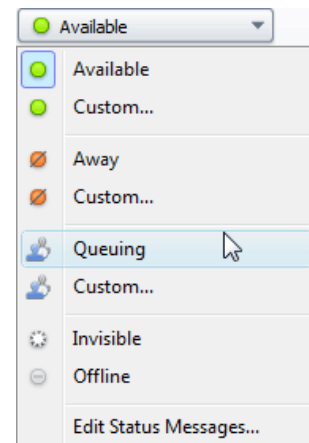 Available
Available
Custom...
Away
Custom...
Queuing
Custom...
Invisible
Offline
Edit Status Messages...